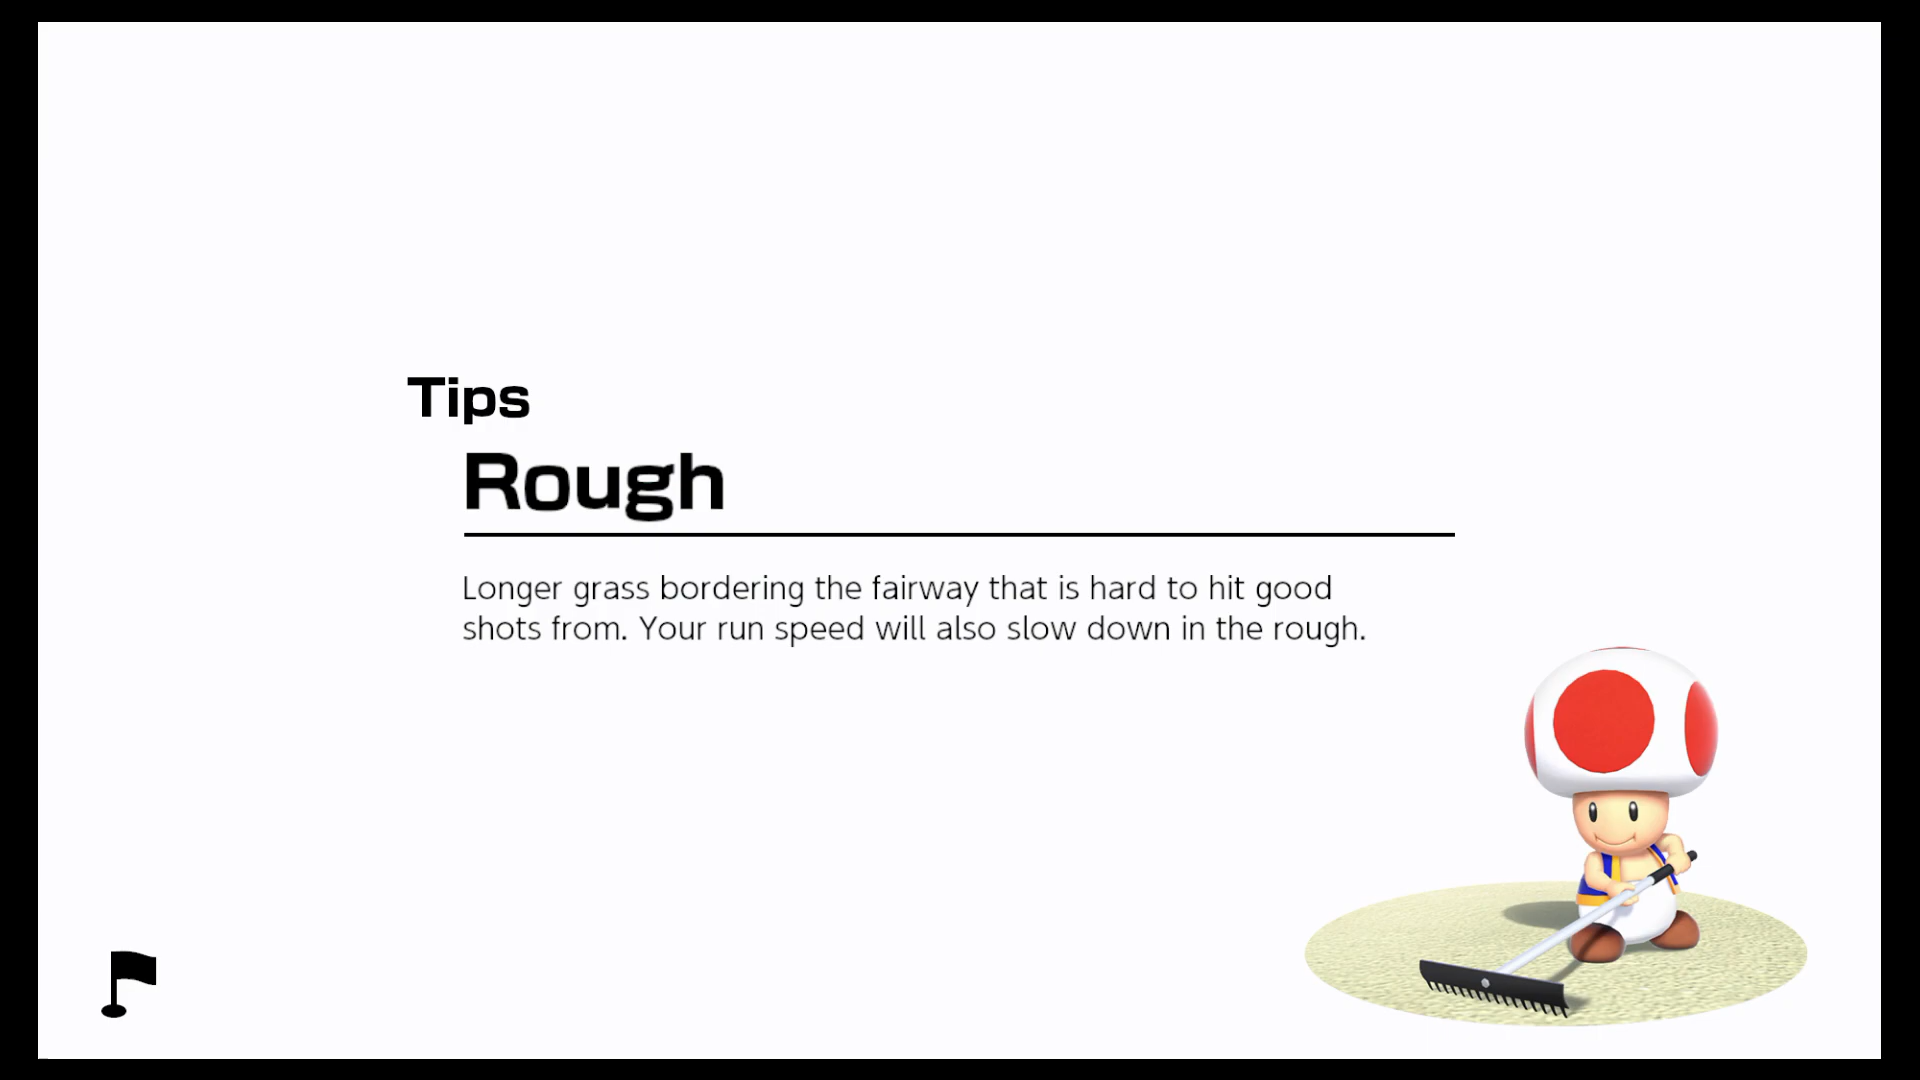 Tips
Rough
Longer grass bordering the fairway that is hard to hit good
shots from. Your run speed will also slow down in the rough.